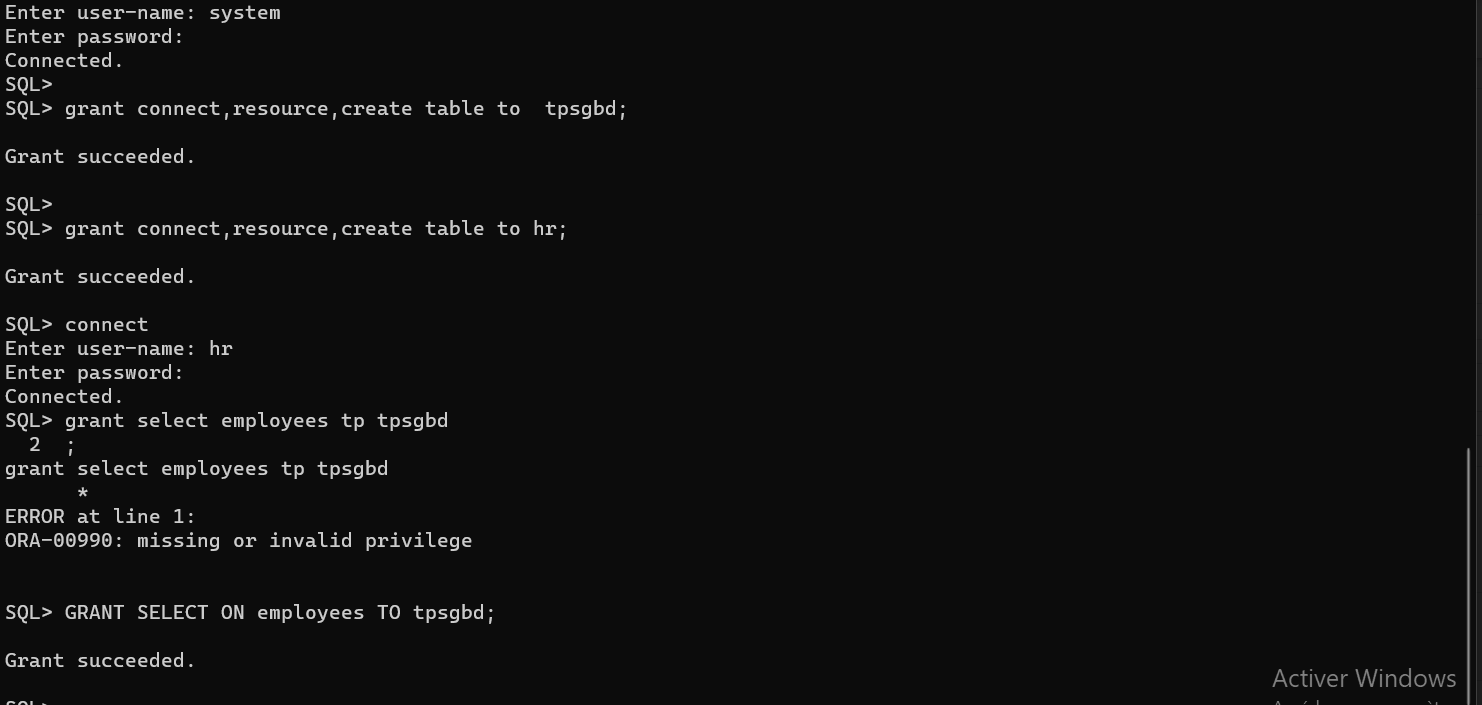 Enter user-name: system
Enter password:
Connected.
SQL>
SQL> grant connect,resource,create table to  tpsgbd;
Grant succeeded.
SQL>
SQL> grant connect,resource,create table to hr;
Grant succeeded.
SQL> connect
Enter user-name: hr
Enter password:
Connected.
SQL> grant select employees tp tpsgbd
  2  ;
grant select employees tp tpsgbd
      *
ERROR at line 1:
ORA-00990: missing or invalid privilege
SQL> GRANT SELECT ON employees TO tpsgbd;
Grant succeeded.
Activer Windows
SQL>